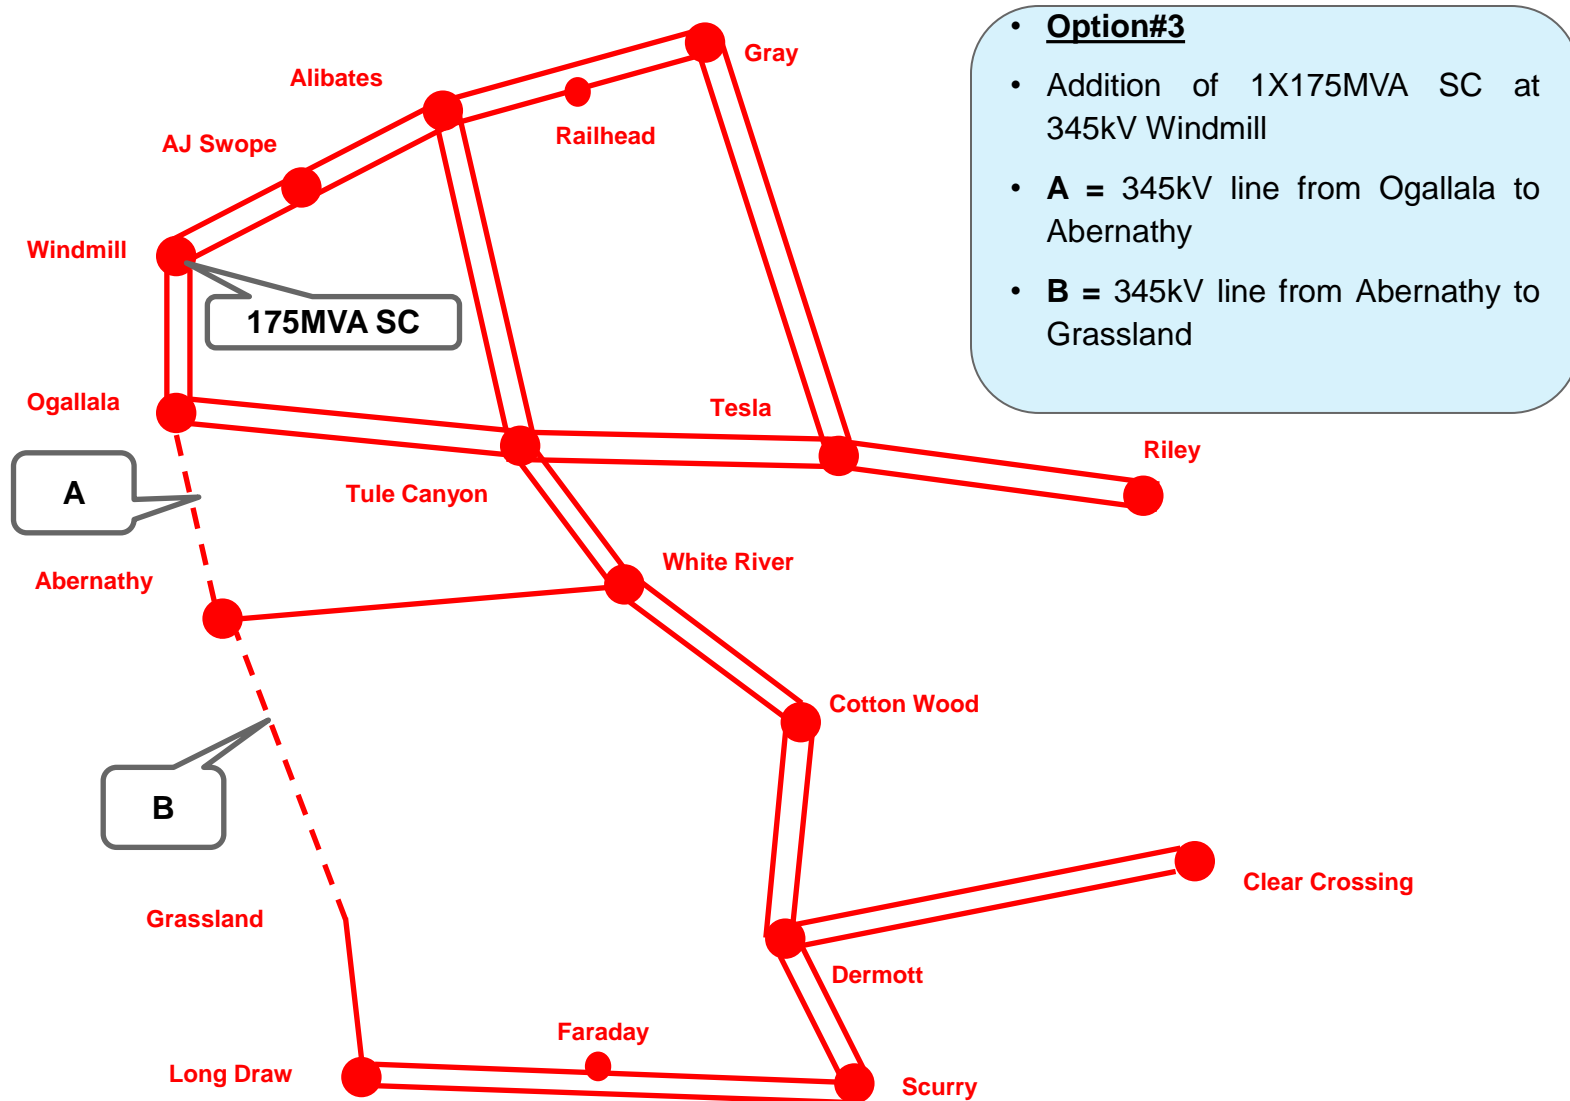 Gray
Alibates
AJ Swope
Railhead
Windmill
175MVA SC
Ogallala
Tesla
Riley
A
Tule Canyon
White River
Abernathy
Cotton Wood
B
Clear Crossing
Grassland
Dermott
Faraday
Long Draw
Scurry
• Option#3
• Addition of 1X175MVA SC at
345kV Windmill
• A = 345kV line from Ogallala to
Abernathy
• B = 345kV line from Abernathy to
Grassland